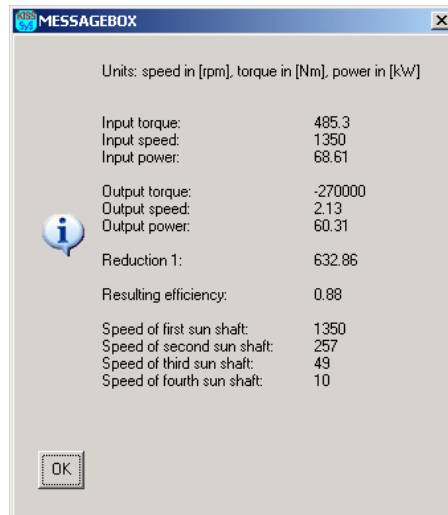 KISS
SyS
MESSAGEBOX
Units: speed in [rpm], torque in [Nm], power in [kW]
Input torque: 485.3
Input speed: 1350
Input power: 68.61
Output torque: -270000
Output speed: 2.13
Output power: 60.31
Reduction 1: 632.86
Resulting efficiency: 0.88
Speed of first sun shaft: 1350
Speed of second sun shaft: 257
Speed of third sun shaft: 49
Speed of fourth sun shaft: 10
OK